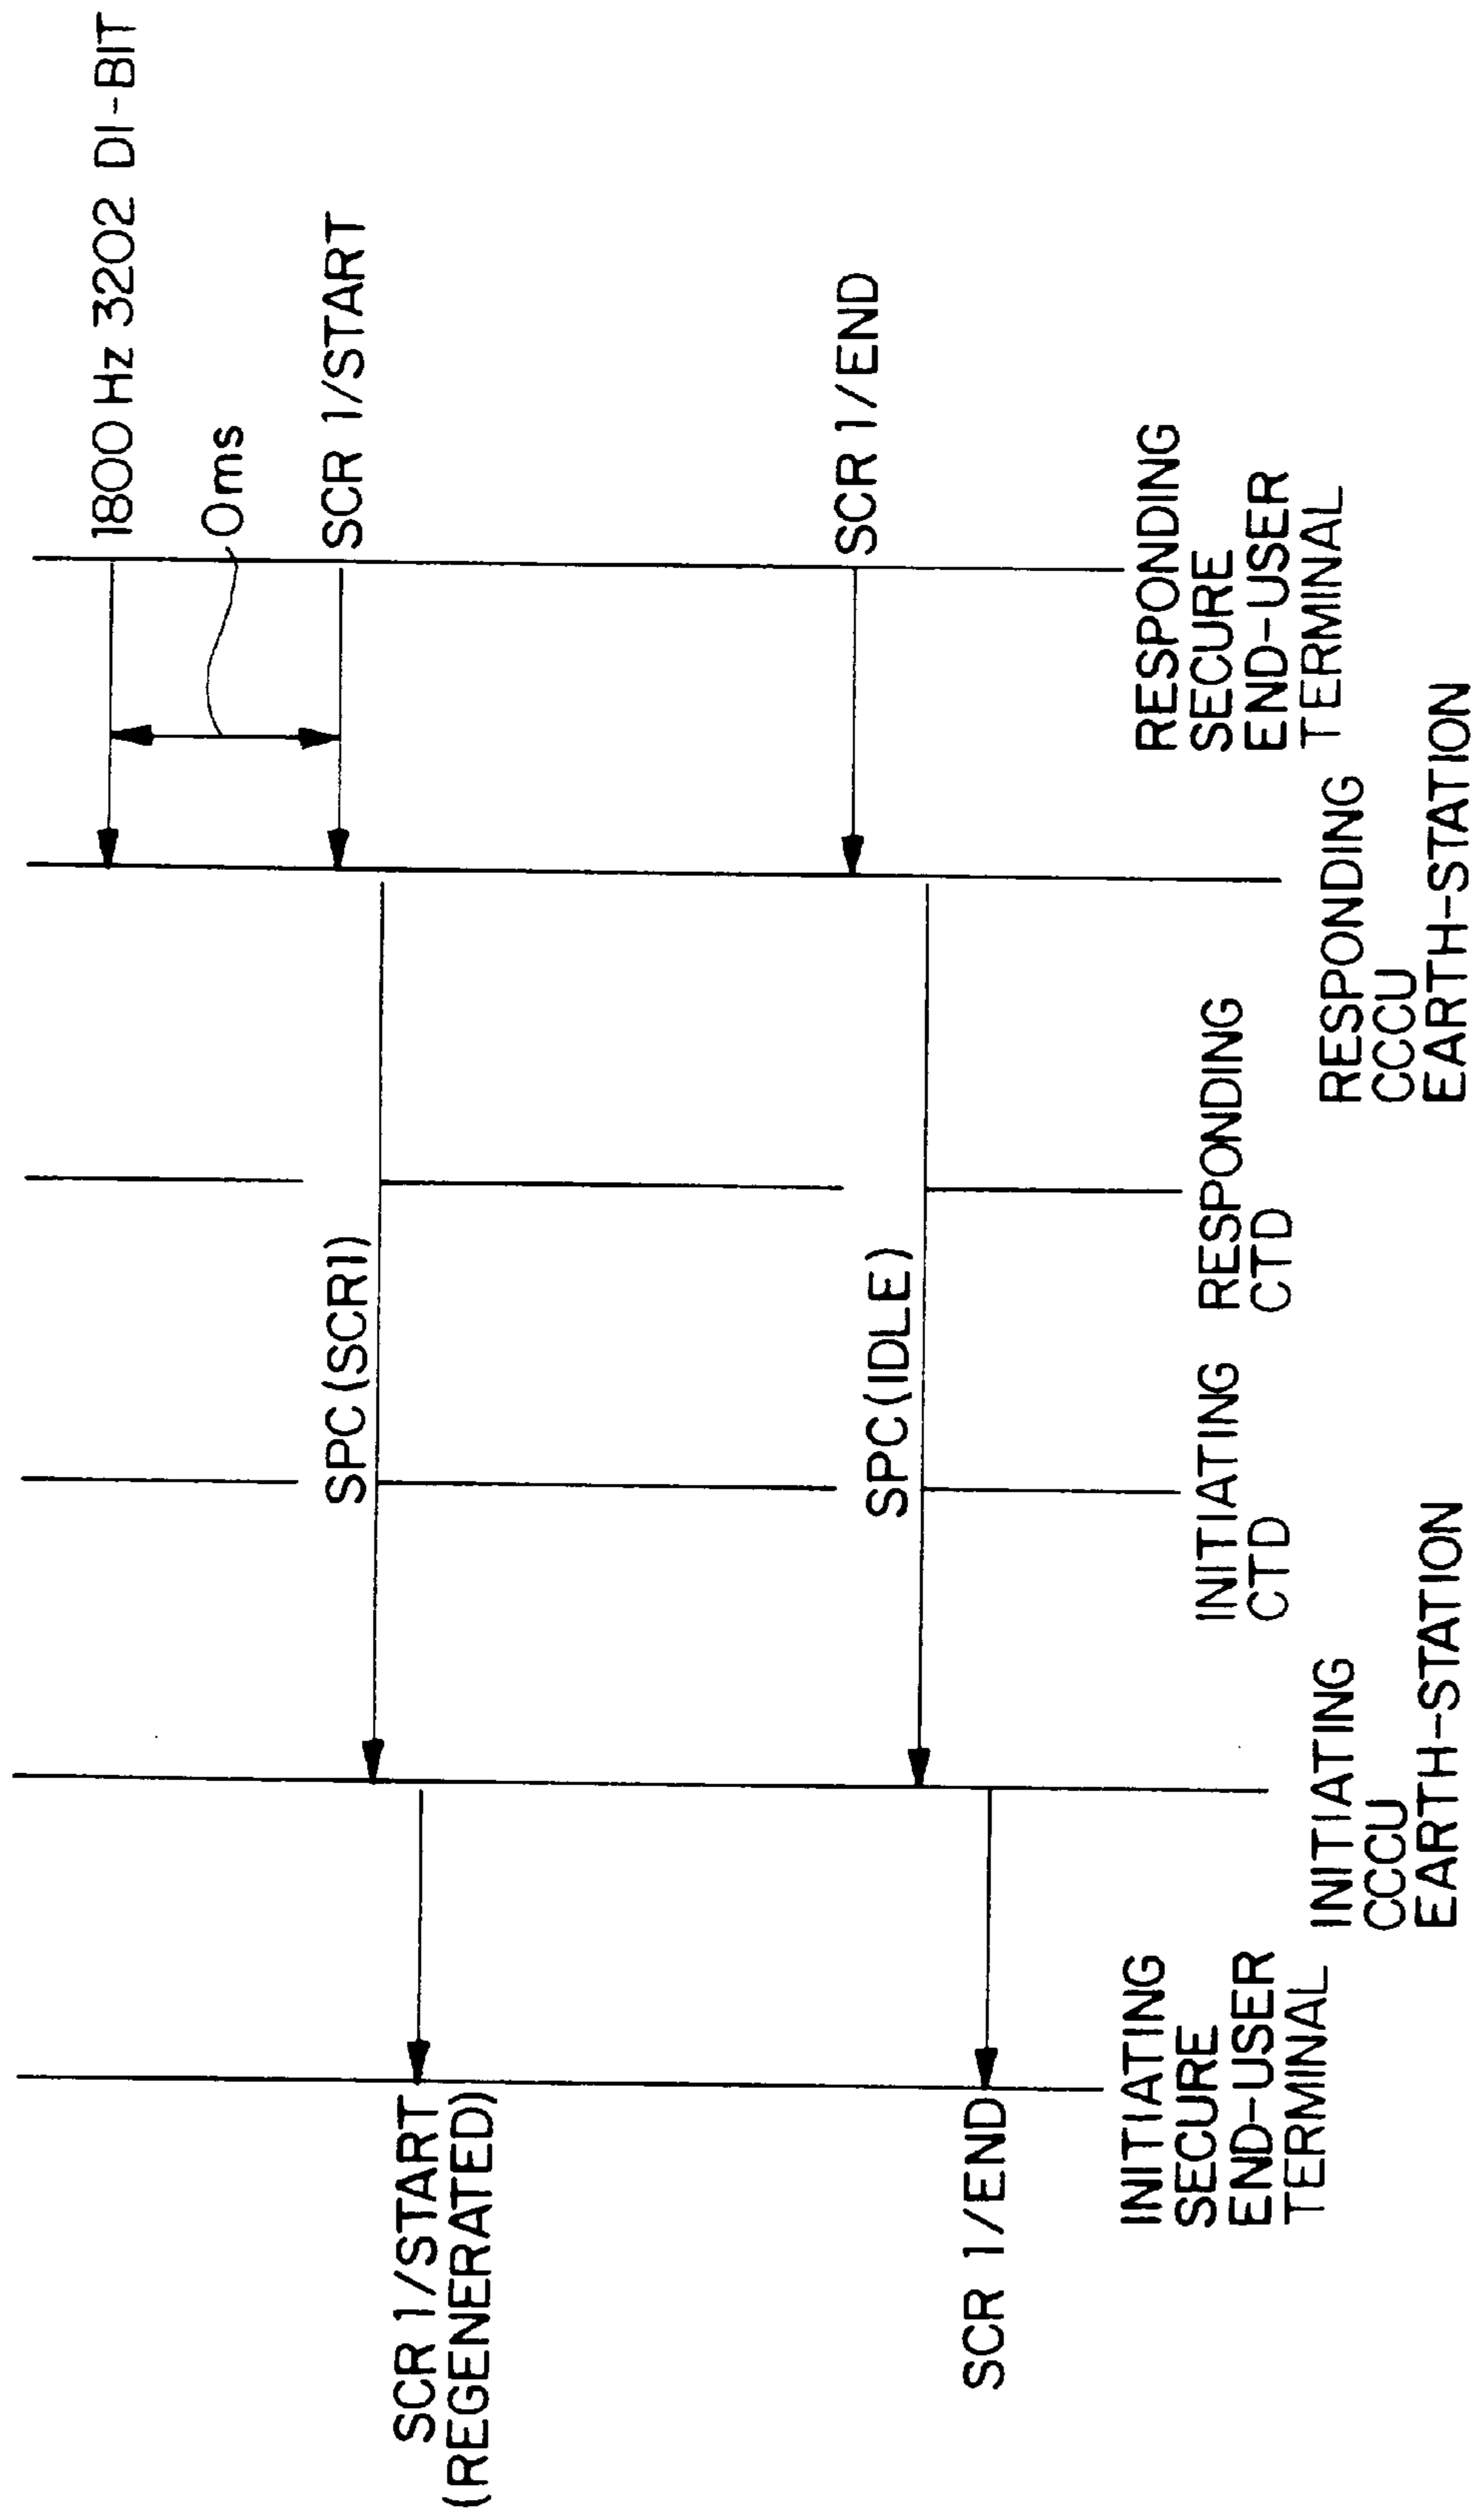 1800 Hz 3202 DI-BIT
0ms
SCR 1/START
SPC (SCR1)
SCR 1/START
(REGENERATED)
SCR 1/END
SPC (IDLE)
SCR 1/END
INITIATING
SECURE
END-USER
TERMINAL
INITIATING
CCCU
EARTH-STATION
INITIATING
CTD
RESPONDING
CTD
RESPONDING
CCCU
EARTH-STATION
RESPONDING
SECURE
END-USER
TERMINAL